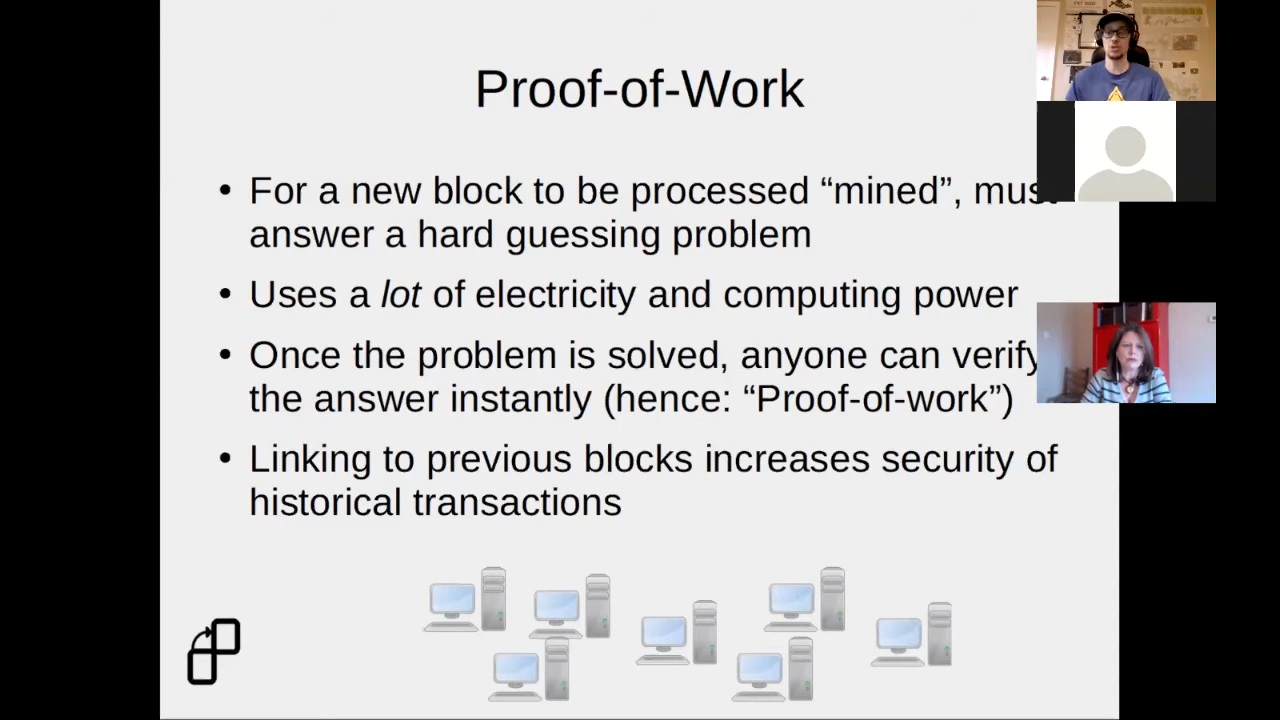 Proof-of-Work
• For a new block to be processed “mined”, must
answer a hard guessing problem
• Uses a lot of electricity and computing power
• Once the problem is solved, anyone can verify
the answer instantly (hence: “Proof-of-work”)
• Linking to previous blocks increases security of
historical transactions